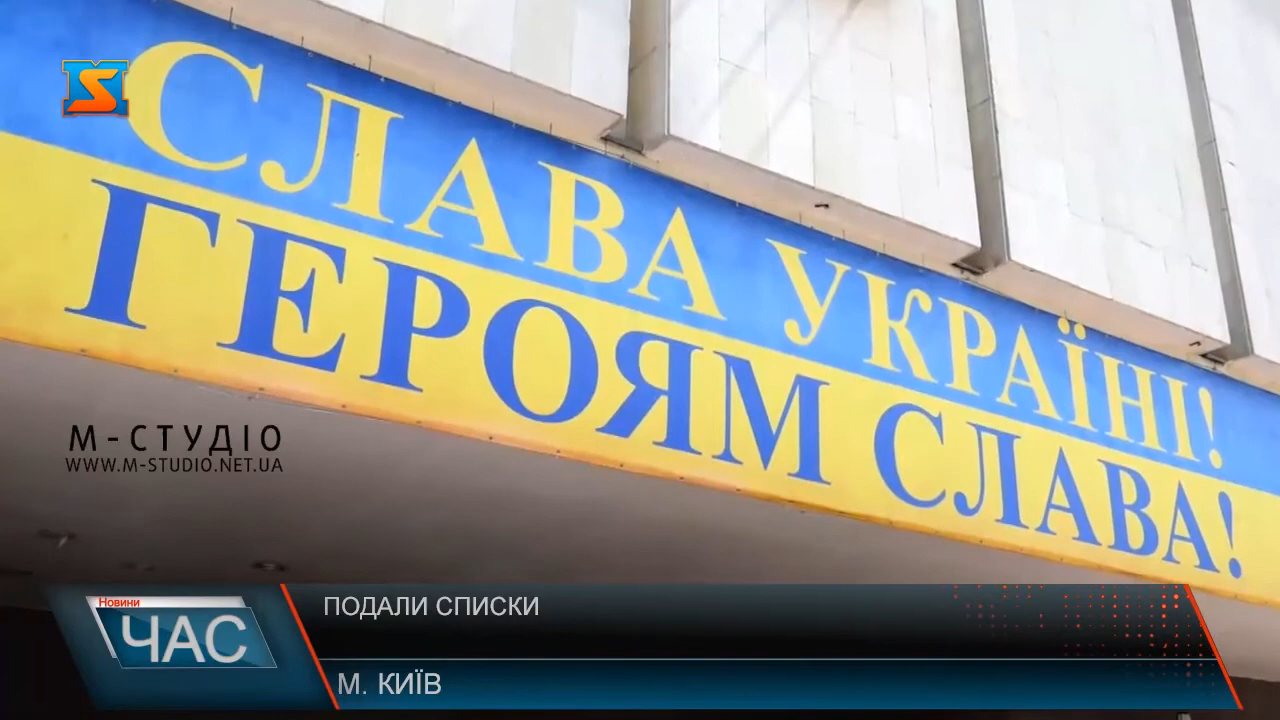 СЛАВА УКРАЇНІ!
ГЕРОЯМ СЛАВА!
М-СТУДІО
WWW.M-STUDIO.NET.UA
Новини
ЧАС
ПОДАЛИ СПИСКИ
М. КИЇВ